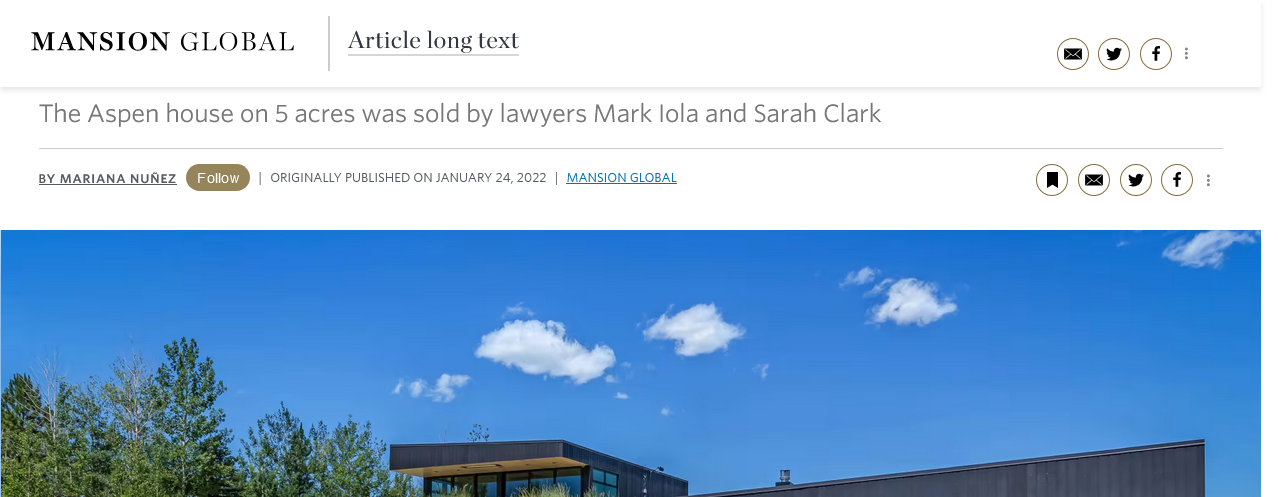 MANSION GLOBAL
Article long text
The Aspen house on 5 acres was sold by lawyers Mark Iola and Sarah Clark
BY MARIANA NUÑEZ Follow | ORIGINALLY PUBLISHED ON JANUARY 24, 2022 | MANSION GLOBAL